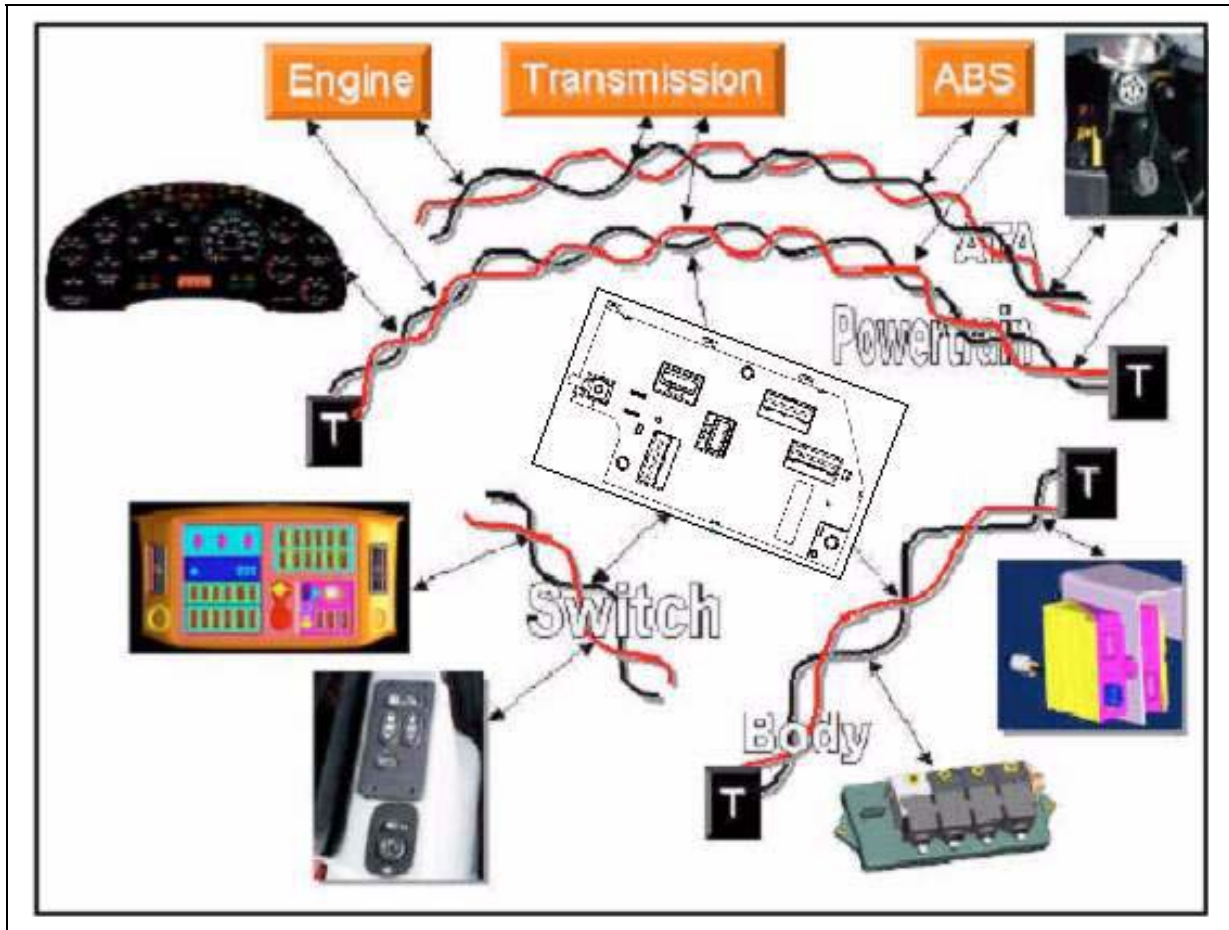 Engine
Transmission
ABS
ATA
Powertrain
T
T
T
Switch
Body
T